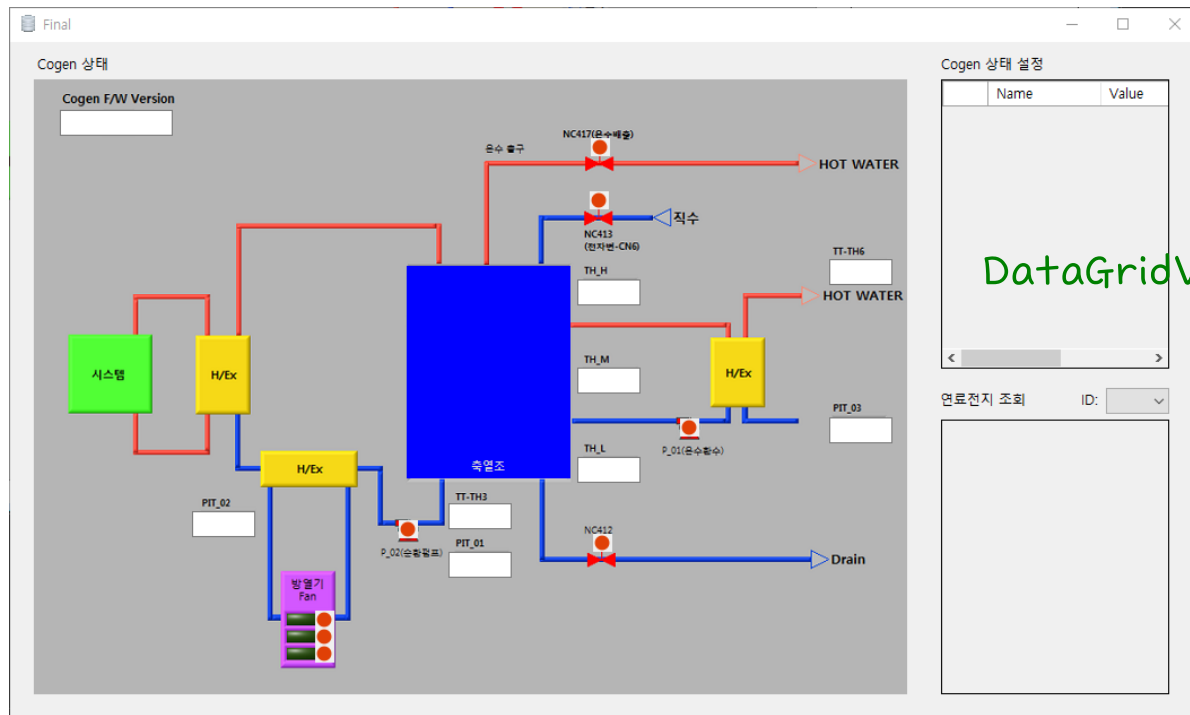 Final
Cogen 상태
Cogen 상태 설정
Cogen F/W Version
Name Value
NC417(온수배출)
온수 출구
HOT WATER
직수
NC413
(전자변-CN6)
TT-TH6
TH_H
DataGridV
HOT WATER
시스템
H/Ex
TH_M
H/Ex
연료전지 조회 ID:
PIT_03
P_01(온수환수)
TH_L
축열조
H/Ex
TT-TH3
PIT_02
NC412
P_02(순환펌프)
PIT_01
Drain
방열기
Fan